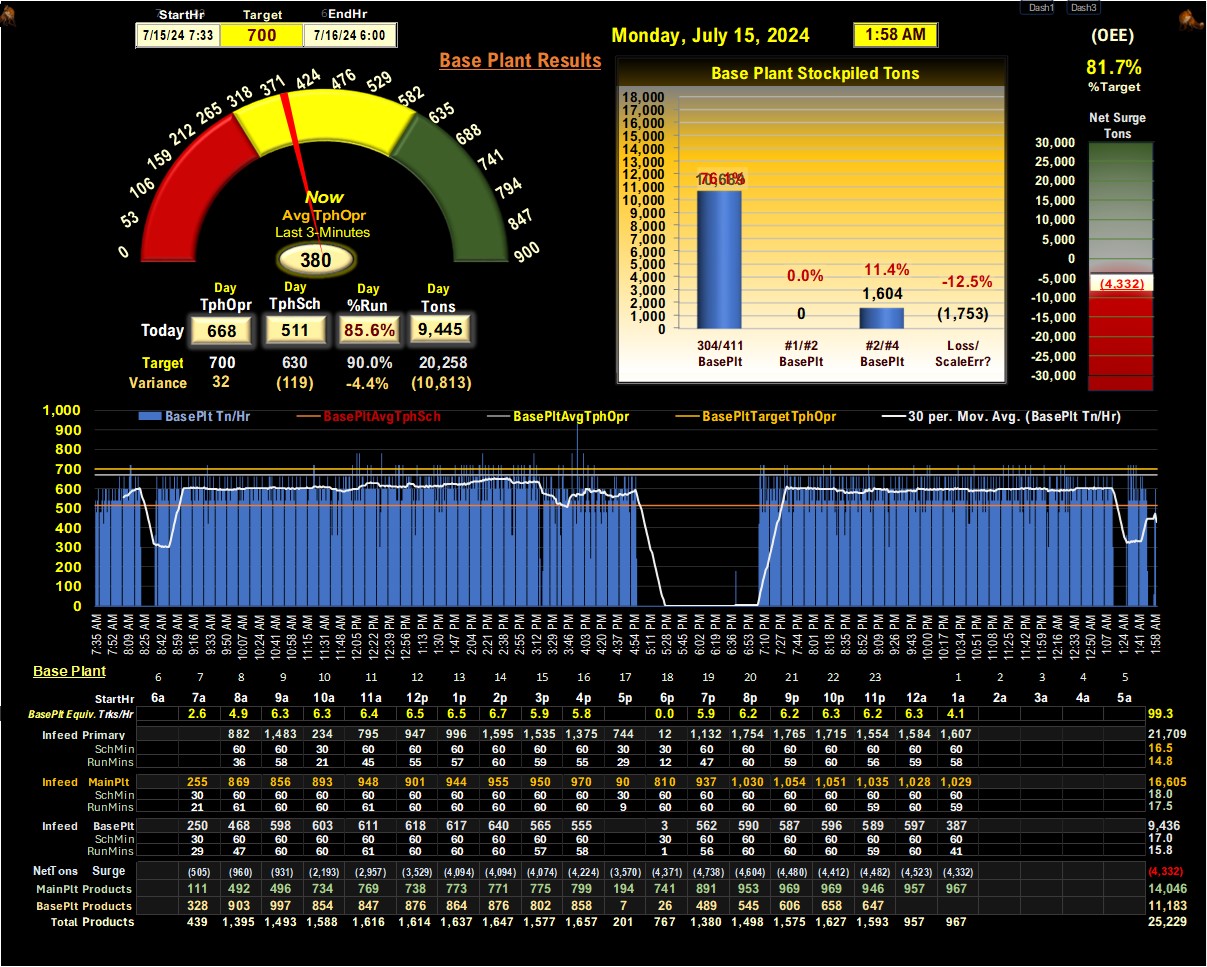 Dash1 Dash3
StartHr Target EndHr
7/15/24 7:33 700 7/16/24 6:00
Monday, July 15, 2024 1:58 AM
(OEE)
81.7%
%Target
Base Plant Results
0 53 106 159 212 265 318 371 424 476 529 582 635 688 741 794 847 900
Now
Avg TphOpr
Last 3-Minutes
380
Day Day Day Day
TphOpr TphSch %Run Tons
Today 668 511 85.6% 9,445
Target 700 630 90.0% 20,258
Variance 32 (119) -4.4% (10,813)
Base Plant Stockpiled Tons
18,000
17,000
16,000
15,000
14,000
13,000
12,000
11,000
10,000
9,000
8,000
7,000
6,000
5,000
4,000
3,000
2,000
1,000
0
76.1%
10,689
0.0%
0
11.4%
1,604
-12.5%
(1,753)
304/411 #1/#2 #2/#4 Loss/
BasePlt BasePlt BasePlt ScaleErr?
Net Surge
Tons
30,000
25,000
20,000
15,000
10,000
5,000
0
-5,000
-10,000
-15,000
-20,000
-25,000
-30,000
(4,332)
BasePlt Tn/Hr BasePltAvgTphSch BasePltAvgTphOpr BasePltTargetTphOpr 30 per. Mov. Avg. (BasePlt Tn/Hr)
1,000
900
800
700
600
500
400
300
200
100
0
7:35 AM 7:52 AM 8:09 AM 8:25 AM 8:42 AM 8:59 AM 9:16 AM 9:33 AM 9:50 AM 10:07 AM 10:24 AM 10:41 AM 10:58 AM 11:15 AM 11:31 AM 11:48 AM 12:05 PM 12:22 PM 12:39 PM 12:56 PM 1:13 PM 1:30 PM 1:47 PM 2:04 PM 2:21 PM 2:38 PM 2:55 PM 3:12 PM 3:29 PM 3:46 PM 4:03 PM 4:20 PM 4:37 PM 4:54 PM 5:11 PM 5:28 PM 5:45 PM 6:02 PM 6:19 PM 6:36 PM 6:53 PM 7:10 PM 7:27 PM 7:44 PM 8:01 PM 8:18 PM 8:35 PM 8:52 PM 9:09 PM 9:26 PM 9:43 PM 10:00 PM 10:17 PM 10:34 PM 10:51 PM 11:08 PM 11:25 PM 11:42 PM 11:59 PM 12:16 AM 12:33 AM 12:50 AM 1:07 AM 1:24 AM 1:41 AM 1:58 AM
Base Plant 6 7 8 9 10 11 12 13 14 15 16 17 18 19 20 21 22 23 1 2 3 4 5
StartHr 6a 7a 8a 9a 10a 11a 12p 1p 2p 3p 4p 5p 6p 7p 8p 9p 10p 11p 12a 1a 2a 3a 4a 5a
BasePlt Equiv. Trks/Hr 2.6 4.9 6.3 6.3 6.4 6.5 6.5 6.7 5.9 5.8 0.0 5.9 6.2 6.2 6.3 6.2 6.3 4.1 99.3
Infeed Primary 882 1,483 234 795 947 996 1,595 1,535 1,375 744 12 1,132 1,754 1,765 1,715 1,554 1,584 1,607 21,709
SchMin 60 60 30 60 60 60 60 60 60 30 30 60 60 60 60 60 60 60 16.5
RunMins 36 58 21 45 55 57 60 59 55 29 12 47 60 59 56 59 56 58 14.8
Infeed MainPlt 255 869 856 893 948 901 944 955 950 970 90 810 937 1,030 1,054 1,051 1,035 1,028 1,029 16,605
SchMin 30 60 60 60 60 60 60 60 60 60 30 60 60 60 60 60 60 60 60 18.0
RunMins 21 61 60 60 61 60 60 60 60 60 9 60 60 60 60 60 59 60 59 17.5
Infeed BasePlt 250 468 598 603 611 618 617 640 565 555 3 562 590 587 596 589 597 387 9,436
SchMin 30 60 60 60 60 60 60 60 60 60 30 60 60 60 60 60 60 60 17.0
RunMins 29 47 60 60 61 60 60 60 57 58 1 56 60 60 60 59 60 41 15.8
NetTons Surge (505) (960) (931) (2,193) (2,957) (3,529) (4,094) (4,094) (4,074) (4,224) (3,570) (4,371) (4,738) (4,604) (4,480) (4,412) (4,482) (4,523) (4,332) (4,332)
MainPlt Products 111 492 496 734 769 738 773 771 775 799 194 741 891 953 969 969 946 957 967 14,046
BasePlt Products 328 903 997 854 847 876 864 876 802 858 7 26 489 545 606 658 647 11,183
Total Products 439 1,395 1,493 1,588 1,616 1,614 1,637 1,647 1,577 1,657 201 767 1,380 1,498 1,575 1,627 1,593 957 967 25,229